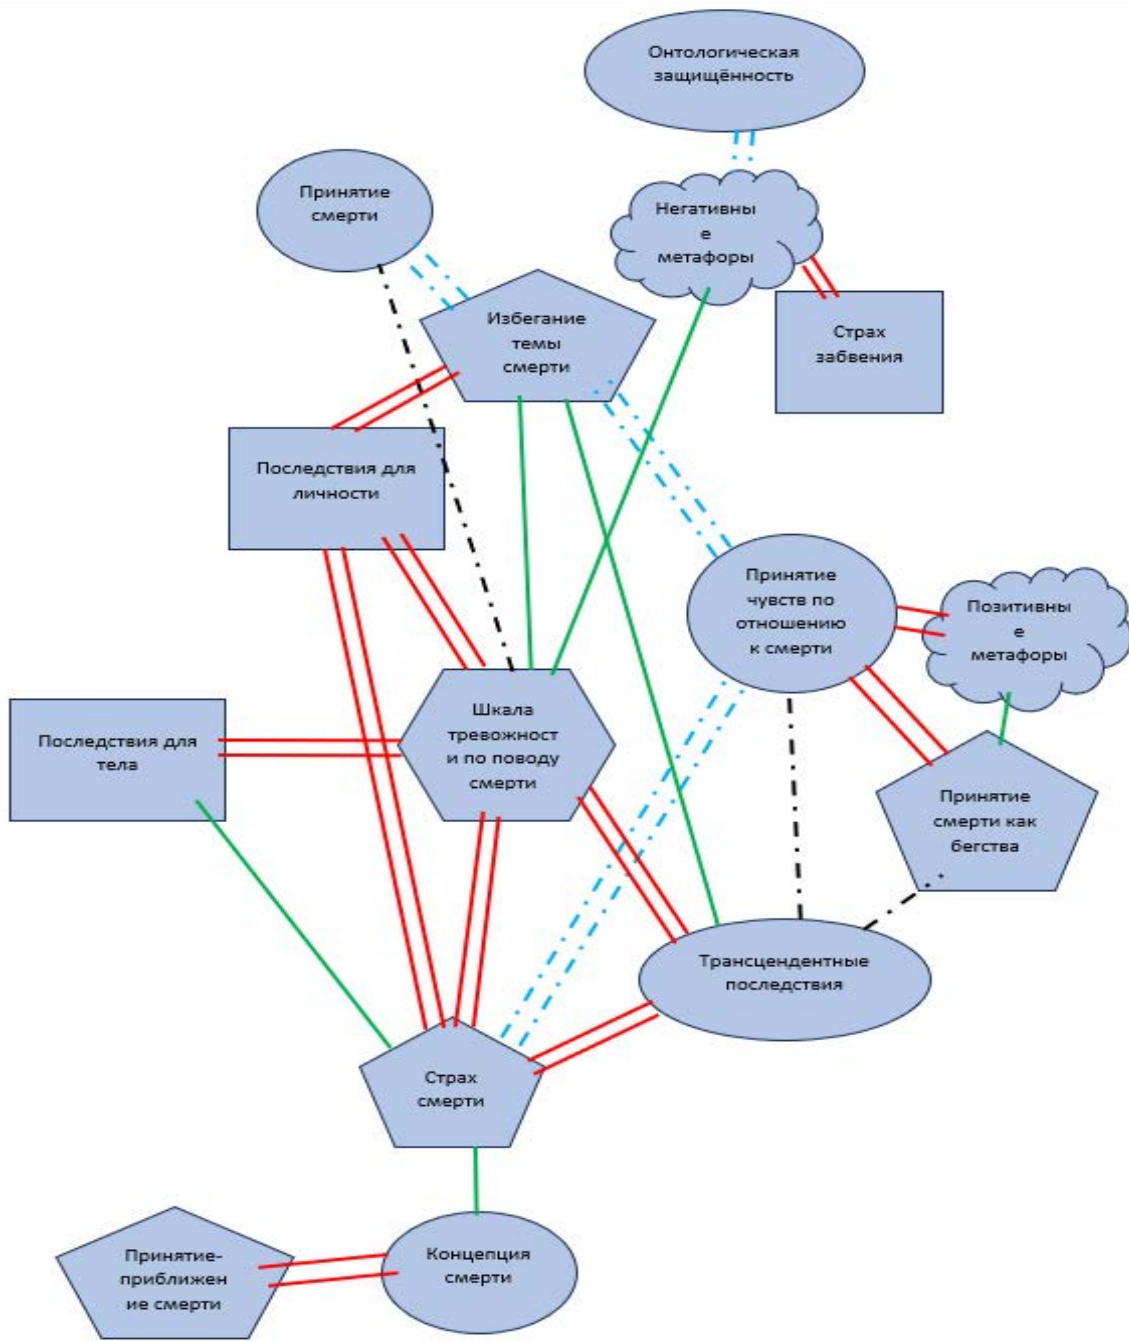 Онтологическая
защищённость
Принятие
смерти
Негативны
е
метафоры
Избегание
темы
смерти
Страх
забвения
Последствия для
личности
Принятие
чувств по
отношению
к смерти
Позитивны
е
метафоры
Шкала
тревожност
и по поводу
смерти
Последствия для
тела
Принятие
смерти как
бегства
Трансцендентные
последствия
Страх
смерти
Концепция
смерти
Принятие-
приближен
ие смерти